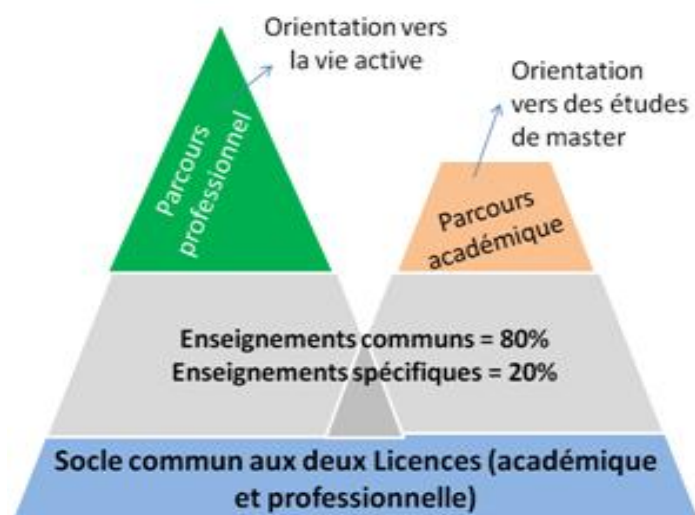 Orientation vers
la vie active
Orientation
vers des études
de master
Parcours
professionnel
Parcours
académique
Enseignements communs = 80%
Enseignements spécifiques = 20%
Socle commun aux deux Licences (académique
et professionnelle)